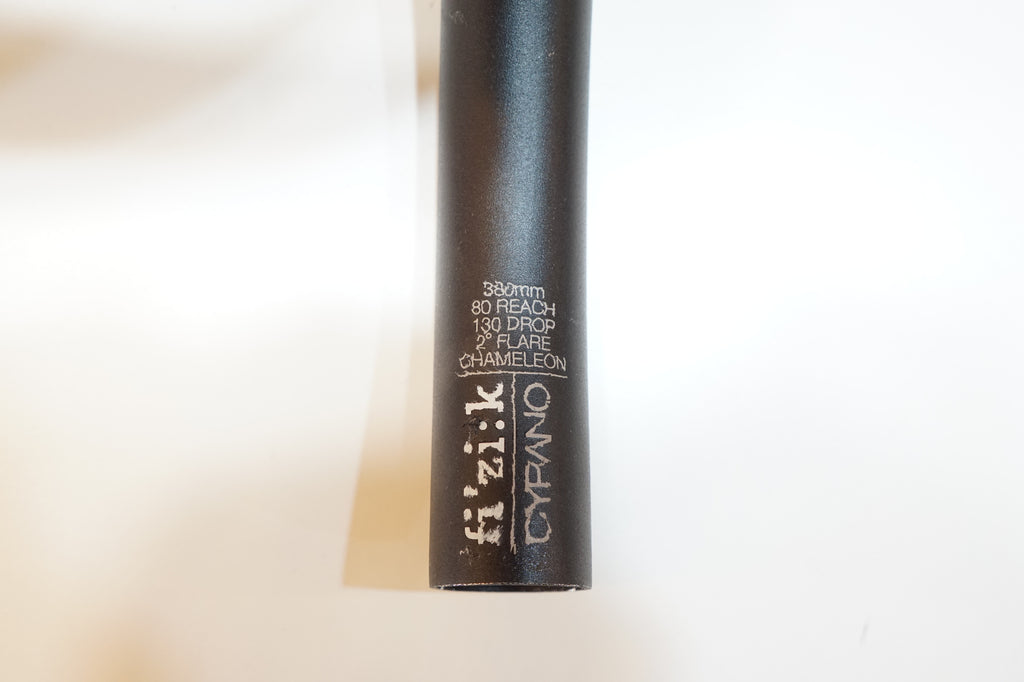 380mm
80 REACH
130 DROP
2° FLARE
CHAMELEON
fi'zi:k
CYRANO